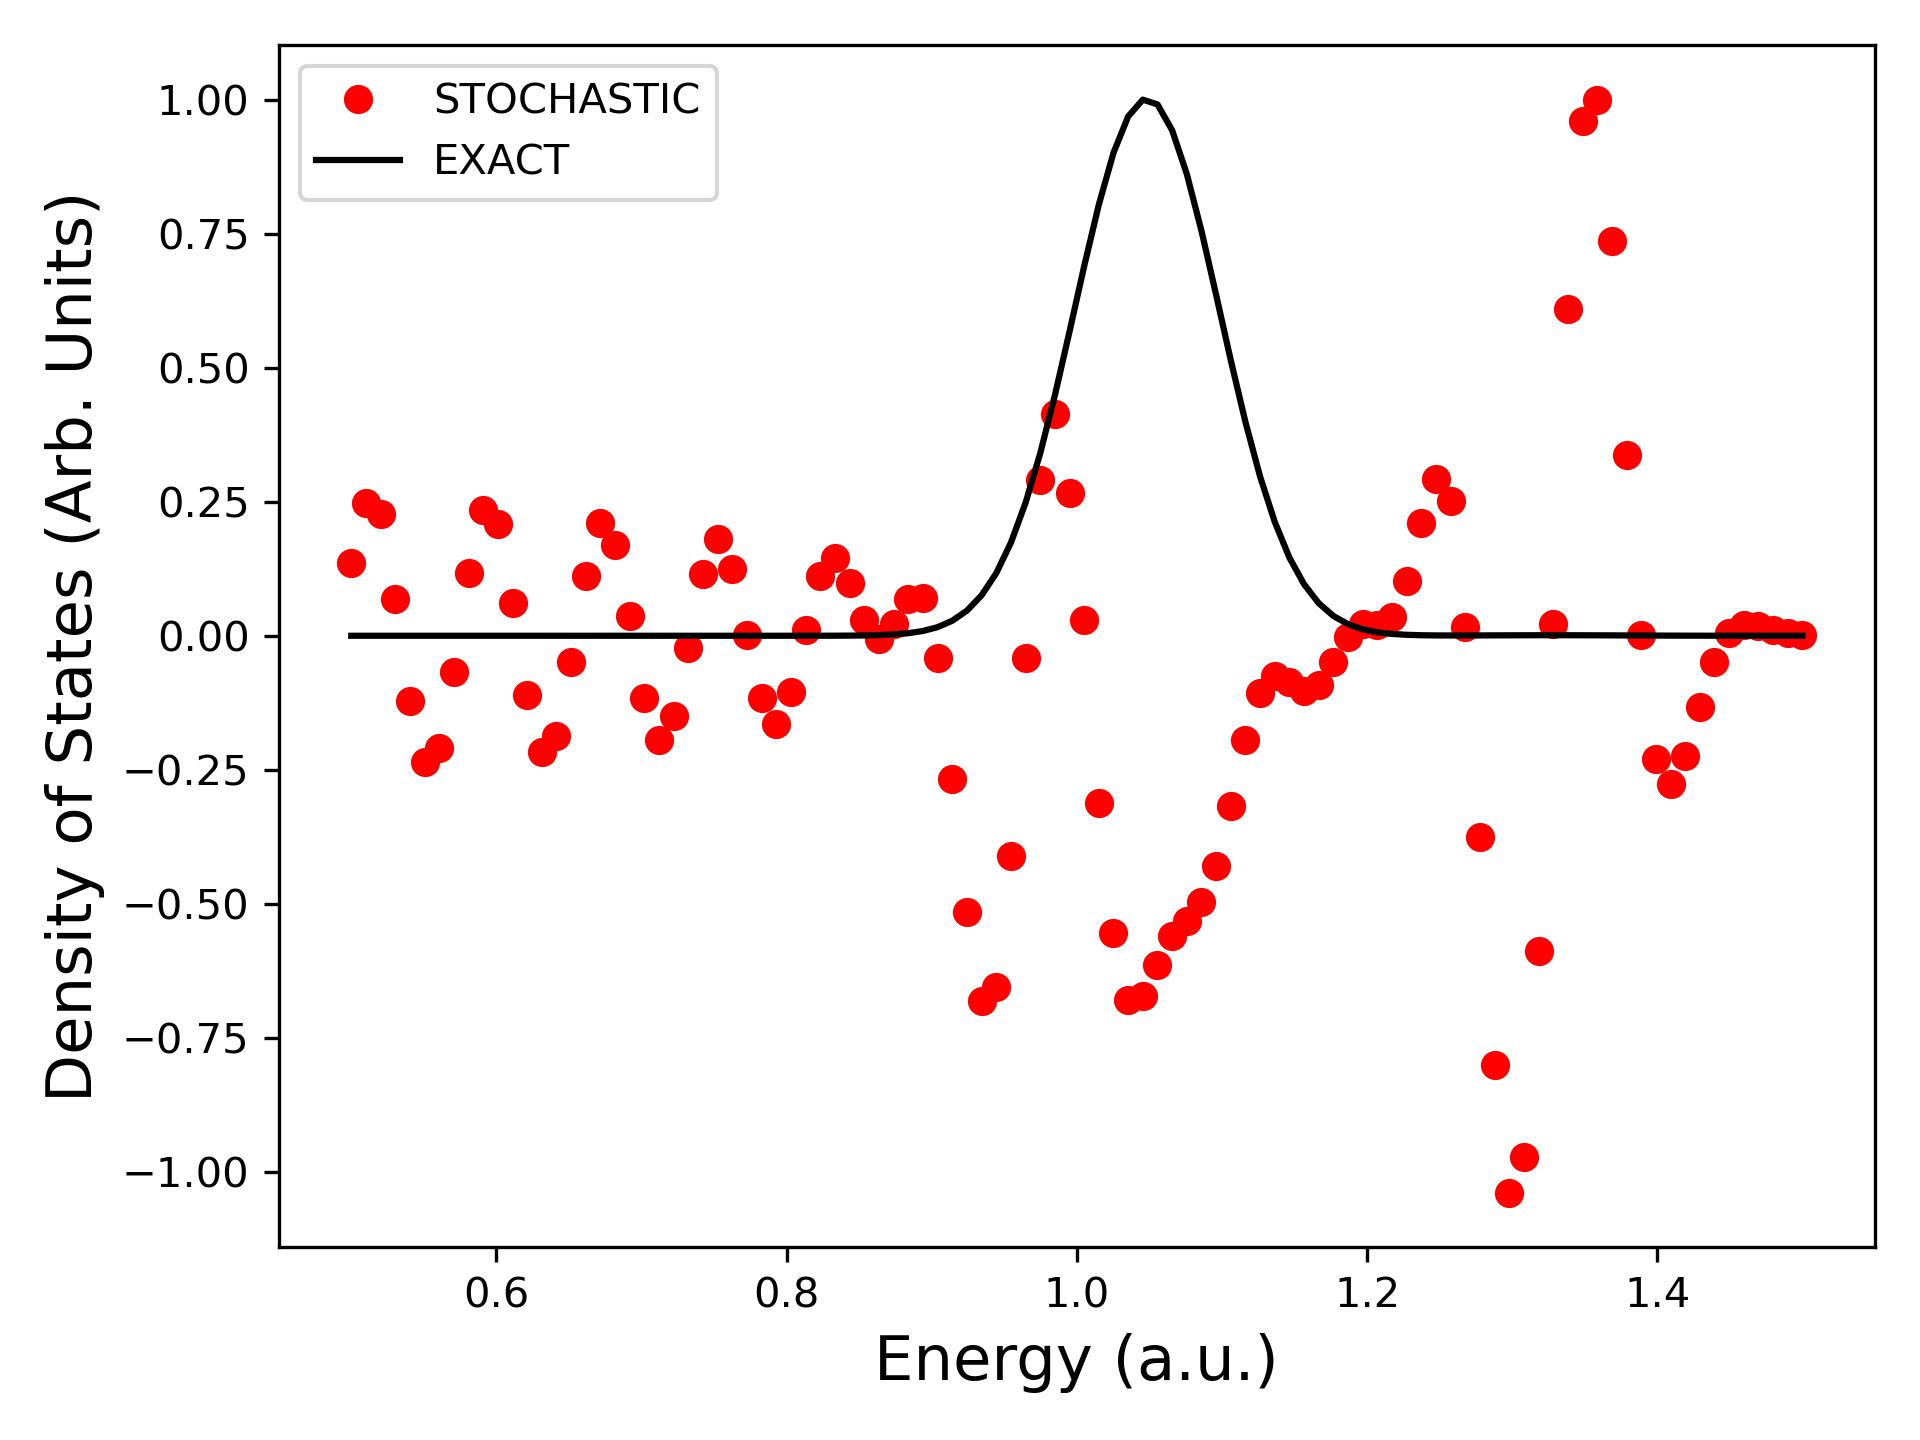 STOCHASTIC
EXACT
Density of States (Arb. Units)
1.00
0.75
0.50
0.25
0.00
−0.25
−0.50
−0.75
−1.00
0.6 0.8 1.0 1.2 1.4
Energy (a.u.)